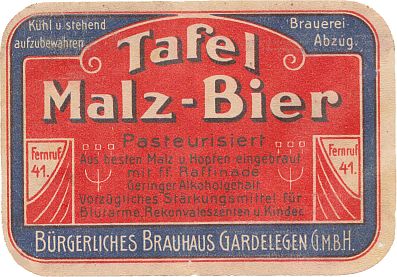 Kühl u. stehend
aufzubewahren
Brauerei-
Abzug.
Tafel
Malz-Bier
Pasteurisiert
Aus besten Malz u. Hopfen eingebraut
mit ff. Raffinade
Geringer Alkoholgehalt
Vorzügliches Stärkungsmittel für
Blutarme, Rekonvaleszenten u. Kinder.
Fernruf
41.
Fernruf
41.
BÜRGERLICHES BRAUHAUS GARDELEGEN G.M.B.H.